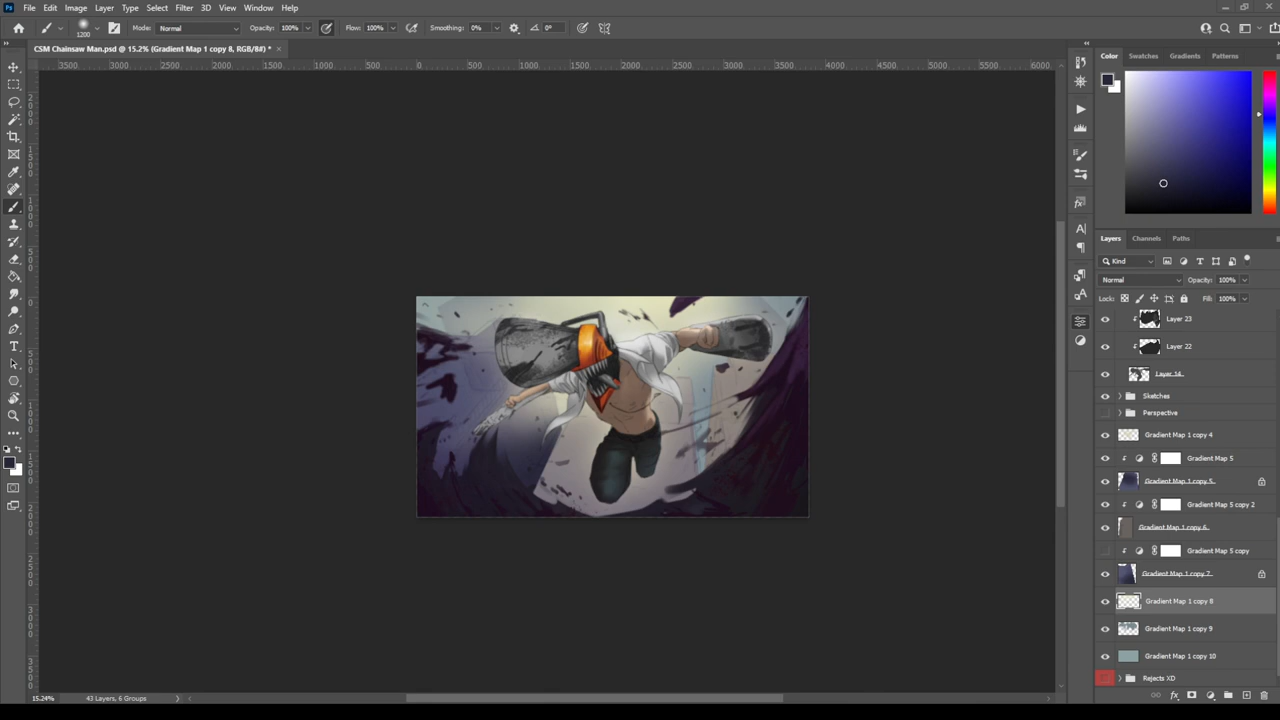 File Edit Image Layer Type Select Filter 3D View Window Help
1200 Mode: Normal Opacity: 100% Flow: 100% Smoothing: 0% 0°
CSM Chainsaw Man.psd @ 15.2% (Gradient Map 1 copy 8, RGB/8#) *
3500 3000 2500 2000 1500 1000 500 0 500 1000 1500 2000 2500 3000 3500 4000 4500 5000 5500 6000
Color Swatches Gradients Patterns
Layers Channels Paths
Kind
Normal Opacity: 100%
Lock: Fill: 100%
Layer 23
Layer 22
Layer 14
Sketches
Perspective
Gradient Map 1 copy 4
Gradient Map 5
Gradient Map 1 copy 5
Gradient Map 5 copy 2
Gradient Map 1 copy 6
Gradient Map 5 copy
Gradient Map 1 copy 7
Gradient Map 1 copy 8
Gradient Map 1 copy 9
Gradient Map 1 copy 10
Rejects XD
15.24% 43 Layers, 6 Groups